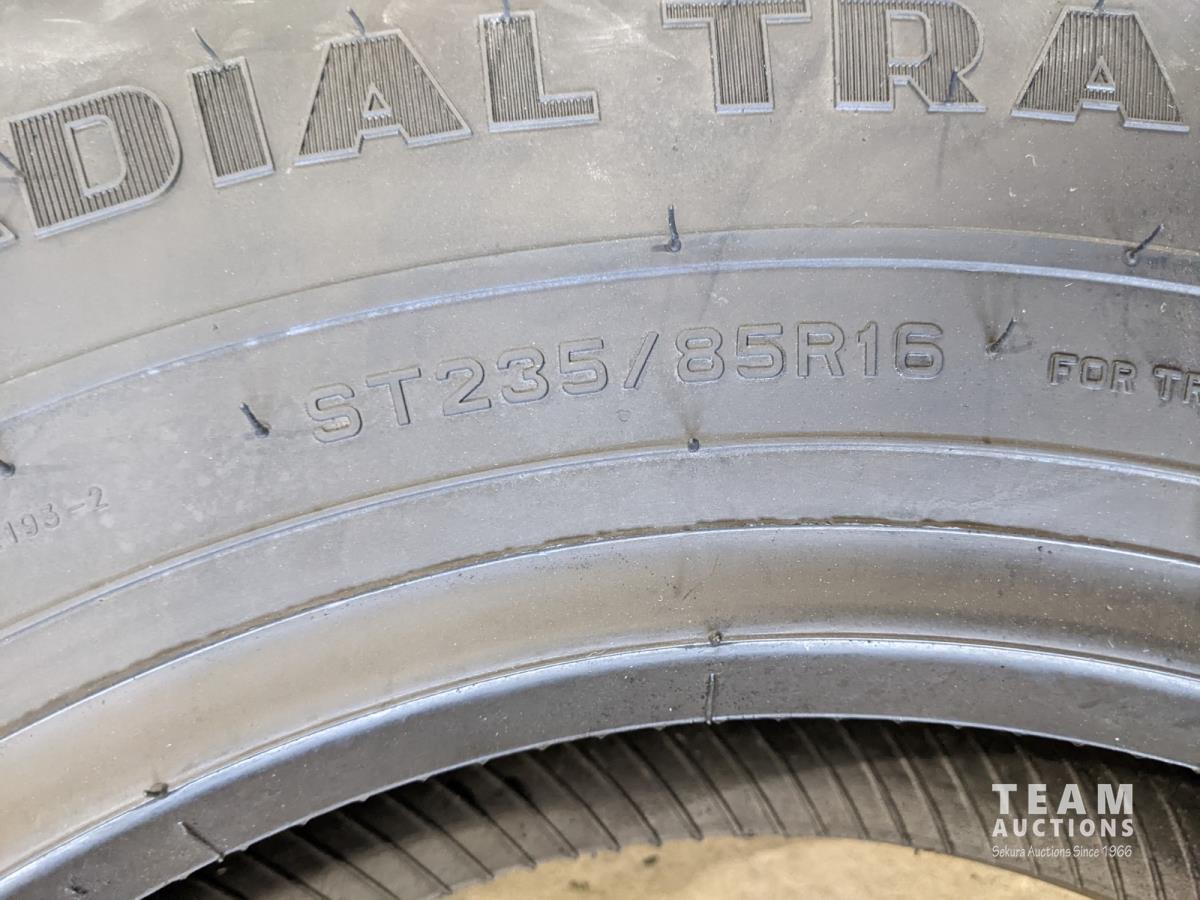 DIAL TRA
ST235/85R16
FOR TR
193-2
TEAM
AUCTIONS
Sekura Auctions Since 1966